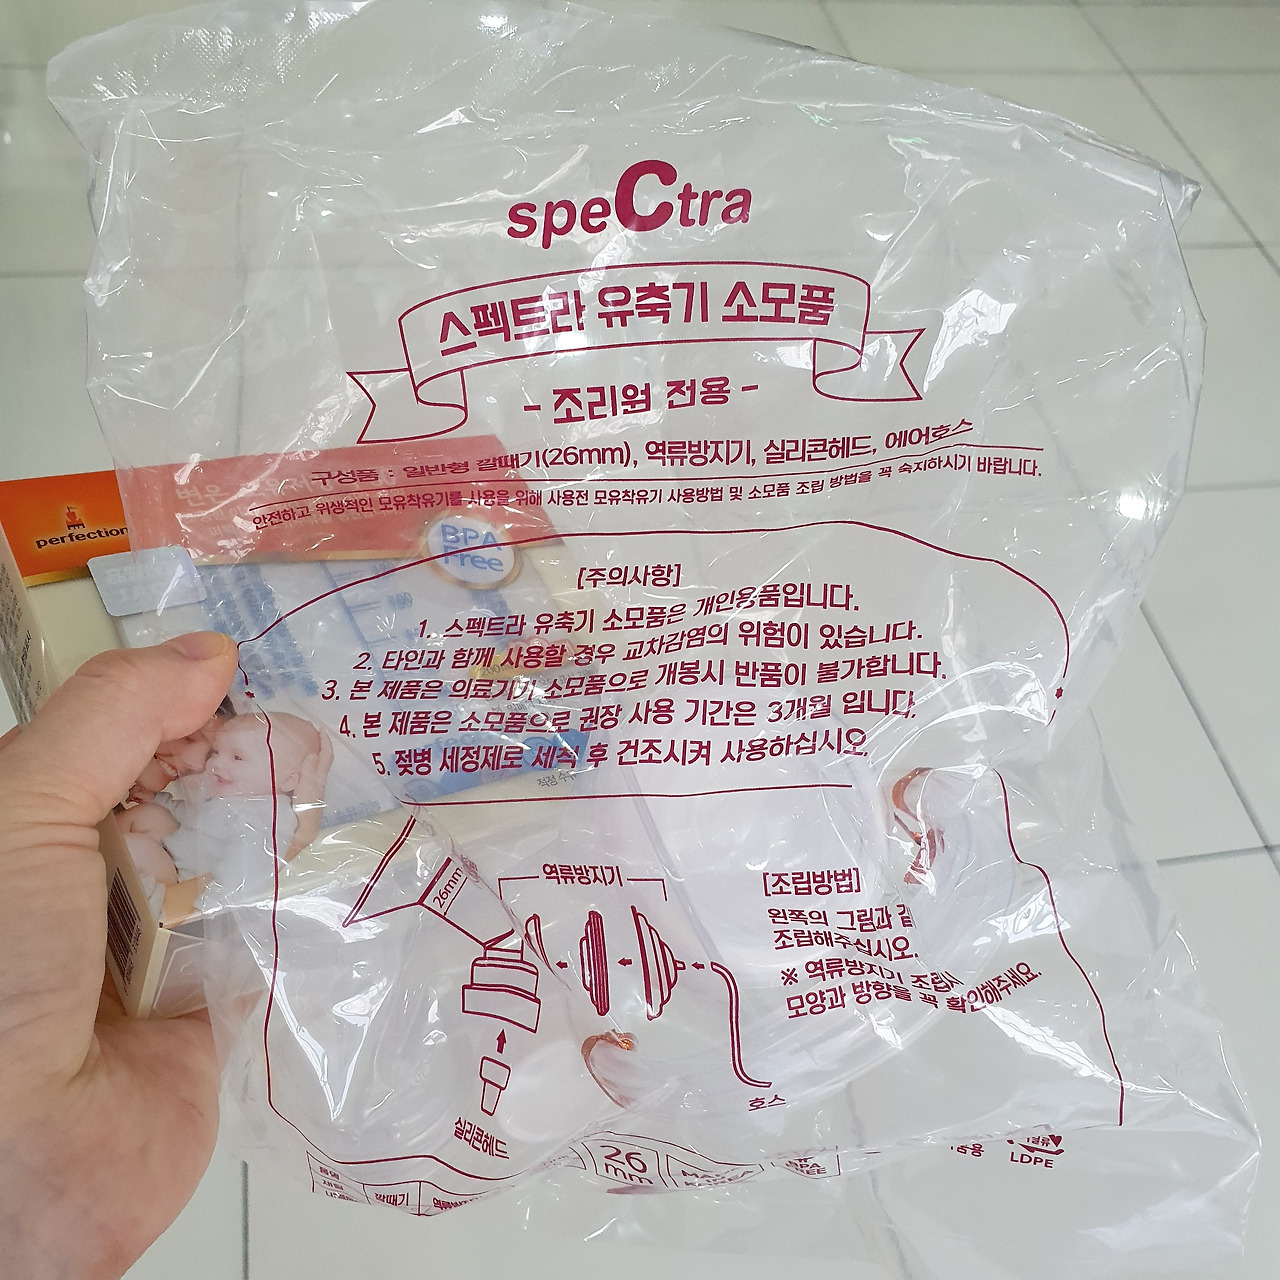 speCtra
스펙트라 유축기 소모품
- 조리원 전용 -
구성품 : 일반형 깔때기(26mm), 역류방지기, 실리콘헤드, 에어호스
안전하고 위생적인 모유착유기를 사용을 위해 사용전 모유착유기 사용방법 및 소모품 조립 방법을 꼭 숙지하시기 바랍니다.
perfection
BPA
Free
[주의사항]
1. 스펙트라 유축기 소모품은 개인용품입니다.
2. 타인과 함께 사용할 경우 교차감염의 위험이 있습니다.
3. 본 제품은 의료기기 소모품으로 개봉시 반품이 불가합니다.
4. 본 제품은 소모품으로 권장 사용 기간은 3개월 입니다.
5. 젖병 세정제로 세척 후 건조시켜 사용하십시오.
26mm
역류방지기
[조립방법]
왼쪽의 그림과 같
조립해주십시오.
※ 역류방지기 조립시
모양과 방향을 꼭 확인해주세요.
호스
실리콘헤드
품명
깔때기
26
mm
BPA
FREE
LDPE